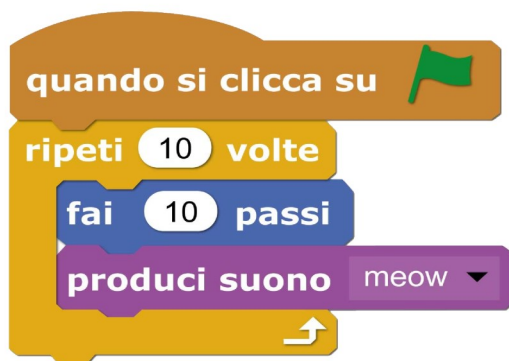 quando si clicca su
ripeti 10 volte
fai 10 passi
produci suono meow